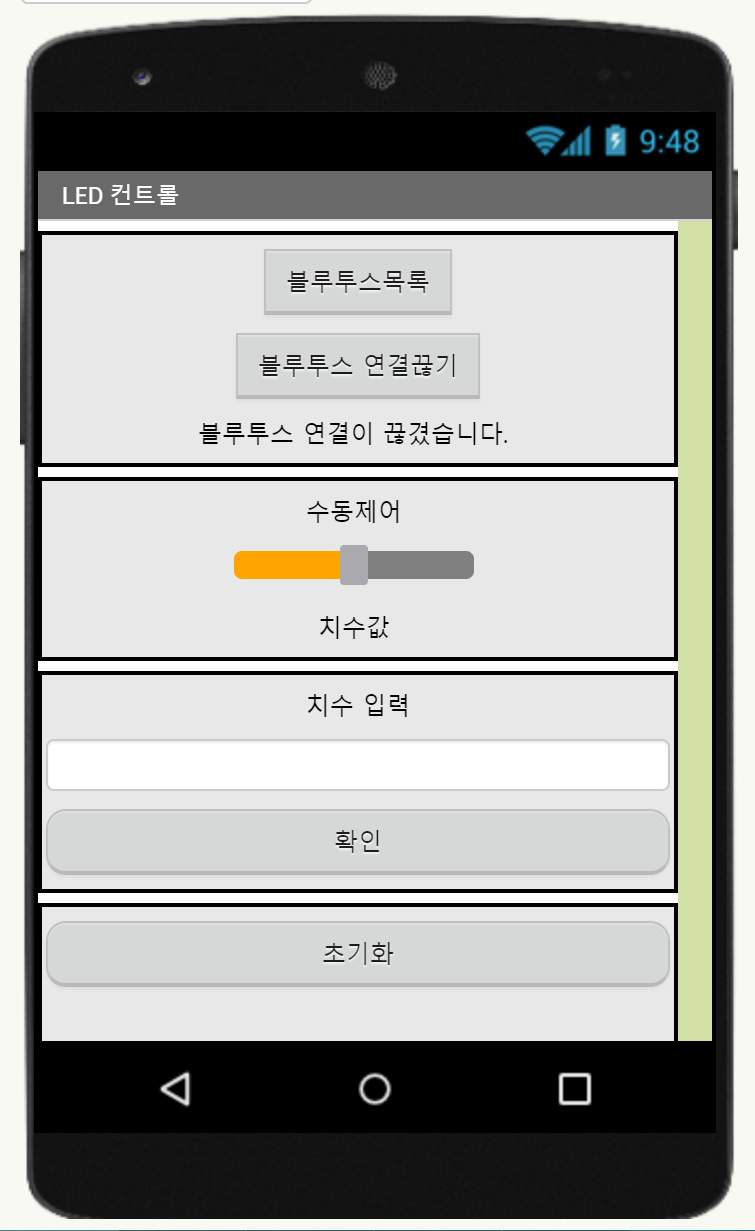 9:48
LED 컨트롤
블루투스목록
블루투스 연결끊기
블루투스 연결이 끊겼습니다.
수동제어
치수값
치수 입력
확인
초기화